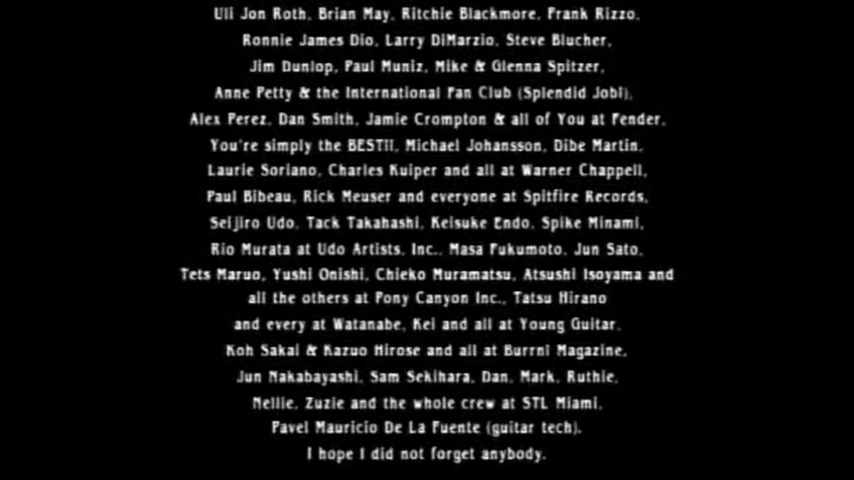 Uli Jon Roth, Brian May, Ritchie Blackmore, Frank Rizzo,
Ronnie James Dio, Larry DiMarzio, Steve Blucher,
Jim Dunlop, Paul Muniz, Mike & Glenna Spitzer,
Anne Petty & the International Fan Club (Splendid Job!),
Alex Perez, Dan Smith, Jamie Crompton & all of You at Fender,
You're simply the BEST!!, Michael Johansson, Dibe Martin,
Laurie Soriano, Charles Kuiper and all at Warner Chappell,
Paul Bibeau, Rick Meuser and everyone at Spitfire Records,
Seijiro Udo, Tack Takahashi, Keisuke Endo, Spike Minami,
Rio Murata at Udo Artists, Inc., Masa Fukumoto, Jun Sato,
Tets Maruo, Yushi Onishi, Chieko Muramatsu, Atsushi Isoyama and
all the others at Pony Canyon Inc., Tatsu Hirano
and every at Watanabe, Kei and all at Young Guitar,
Koh Sakai & Kazuo Hirose and all at Burrn! Magazine,
Jun Nakabayashi, Sam Sekihara, Dan, Mark, Ruthie,
Nellie, Zuzie and the whole crew at STL Miami,
Pavel Mauricio De La Fuente (guitar tech).
I hope I did not forget anybody.